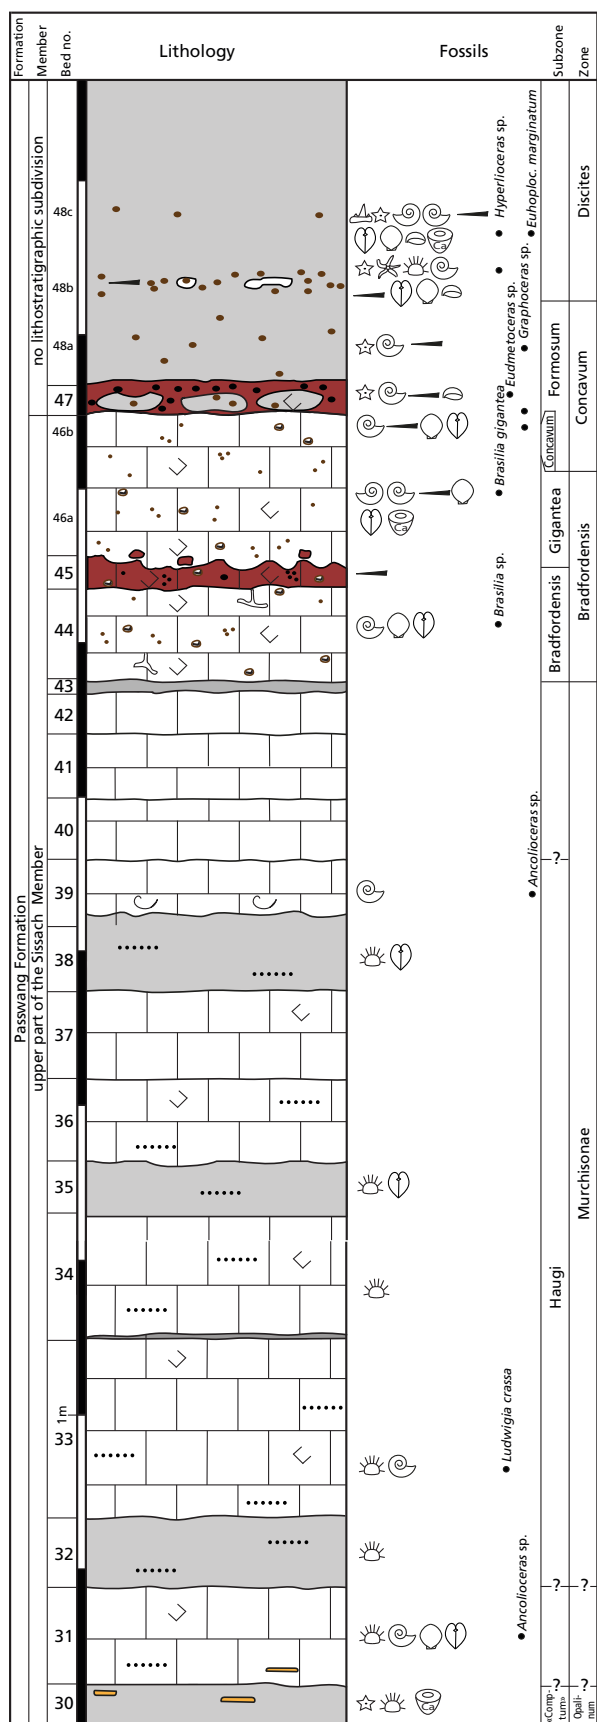 Formation
Member
Bed no.
Lithology
Fossils
Subzone
Zone
no lithostratigraphic subdivision
Passwang Formation
upper part of the Sissach Member
48c
48b
48a
47
46b
46a
45
44
43
42
41
40
39
38
37
36
35
34
1 m
33
32
31
30
Ca
Ca
Ca
Hyperlioceras sp.
Euhoploc. marginatum
Graphoceras sp.
Eudmetoceras sp.
Brasilia gigantea
Brasilia sp.
Ancolioceras sp.
Ludwigia crassa
Ancolioceras sp.
Formosum
Concavum
Gigantea
Bradfordensis
?
Haugi
?
?
«Comp-
tum»
Discites
Concavum
Bradfordensis
Murchisonae
?
?
Opali-
num